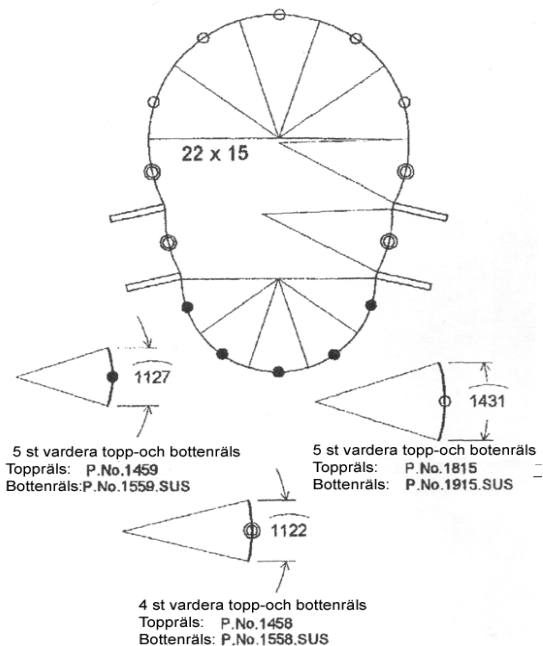 22 x 15
1127
1431
5 st vardera topp-och bottenräls
Toppräls: P.No.1459
Bottenräls:P.No.1559.SUS
5 st vardera topp-och botenräls
Toppräls: P.No.1815
Bottenräls: P.No.1915.SUS
1122
4 st vardera topp-och bottenräls
Toppräls: P.No.1458
Bottenräls: P.No.1558.SUS